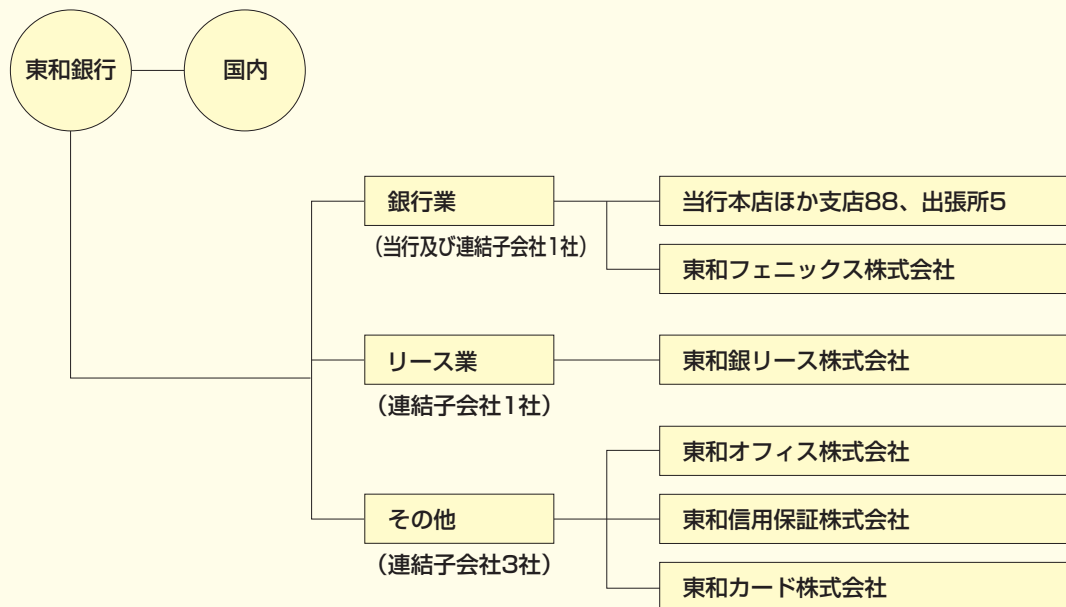 東和銀行
国内
銀行業
（当行及び連結子会社1社）
当行本店ほか支店88、出張所5
東和フェニックス株式会社
リース業
（連結子会社1社）
東和銀リース株式会社
その他
（連結子会社3社）
東和オフィス株式会社
東和信用保証株式会社
東和カード株式会社